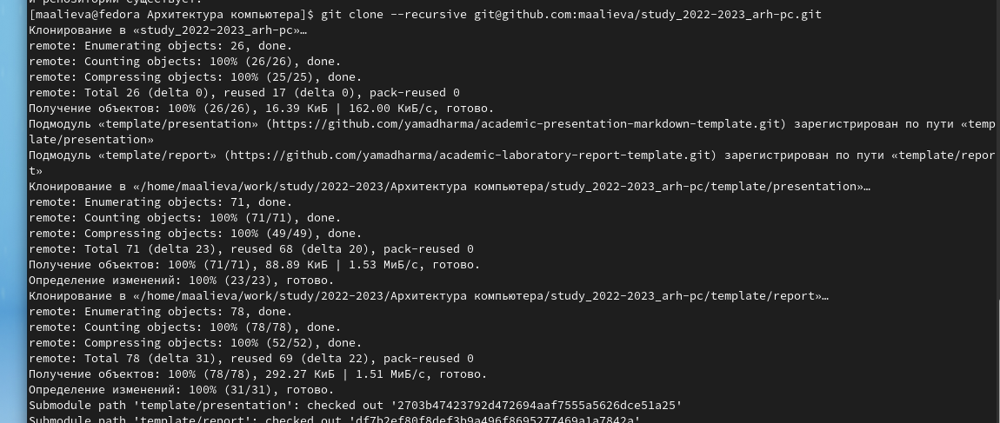 и репозитории существует.
[maalieva@fedora Архитектура компьютера]$ git clone --recursive git@github.com:maalieva/study_2022-2023_arh-pc.git
Клонирование в «study_2022-2023_arh-pc»…
remote: Enumerating objects: 26, done.
remote: Counting objects: 100% (26/26), done.
remote: Compressing objects: 100% (25/25), done.
remote: Total 26 (delta 0), reused 17 (delta 0), pack-reused 0
Получение объектов: 100% (26/26), 16.39 КиБ | 162.00 КиБ/с, готово.
Подмодуль «template/presentation» (https://github.com/yamadharma/academic-presentation-markdown-template.git) зарегистрирован по пути «temp
late/presentation»
Подмодуль «template/report» (https://github.com/yamadharma/academic-laboratory-report-template.git) зарегистрирован по пути «template/repor
t»
Клонирование в «/home/maalieva/work/study/2022-2023/Архитектура компьютера/study_2022-2023_arh-pc/template/presentation»…
remote: Enumerating objects: 71, done.
remote: Counting objects: 100% (71/71), done.
remote: Compressing objects: 100% (49/49), done.
remote: Total 71 (delta 23), reused 68 (delta 20), pack-reused 0
Получение объектов: 100% (71/71), 88.89 КиБ | 1.53 МиБ/с, готово.
Определение изменений: 100% (23/23), готово.
Клонирование в «/home/maalieva/work/study/2022-2023/Архитектура компьютера/study_2022-2023_arh-pc/template/report»…
remote: Enumerating objects: 78, done.
remote: Counting objects: 100% (78/78), done.
remote: Compressing objects: 100% (52/52), done.
remote: Total 78 (delta 31), reused 69 (delta 22), pack-reused 0
Получение объектов: 100% (78/78), 292.27 КиБ | 1.51 МиБ/с, готово.
Определение изменений: 100% (31/31), готово.
Submodule path 'template/presentation': checked out '2703b47423792d472694aaf7555a5626dce51a25'
Submodule path 'template/report': checked out 'df7b2ef80f8def3b9a496f8695277469a1a7842a'